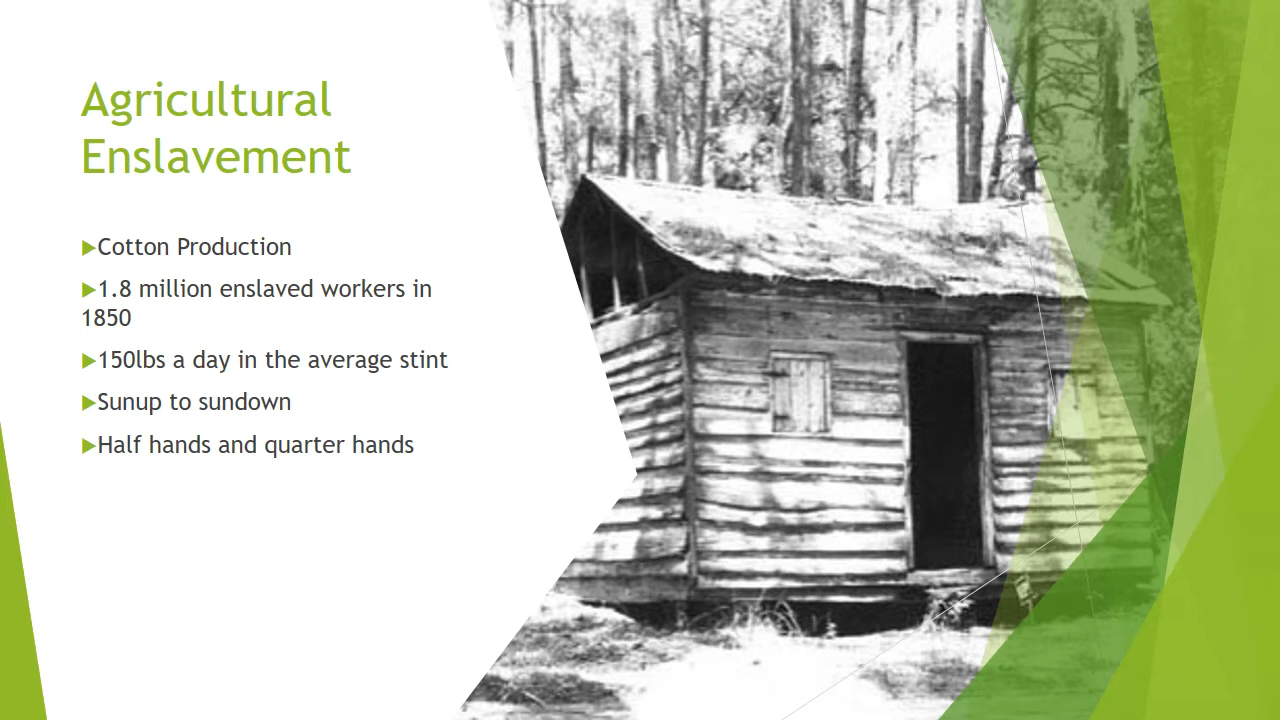 Agricultural
Enslavement
▶Cotton Production
▶1.8 million enslaved workers in
1850
▶150lbs a day in the average stint
▶Sunup to sundown
▶Half hands and quarter hands